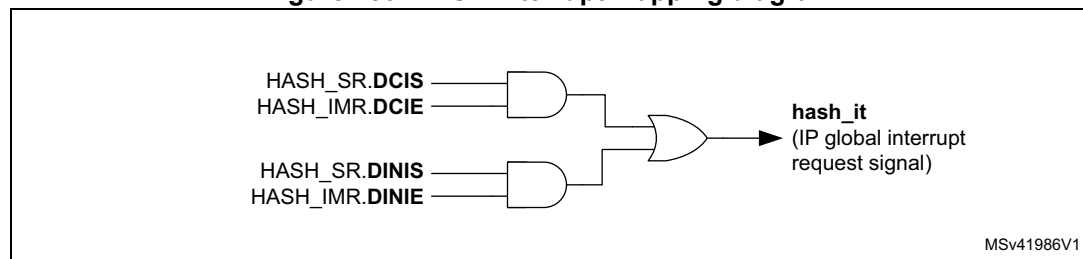 HASH_SR.DCIS
HASH_IMR.DCIE
HASH_SR.DINIS
HASH_IMR.DINIE
hash_it
(IP global interrupt
request signal)
MSv41986V1